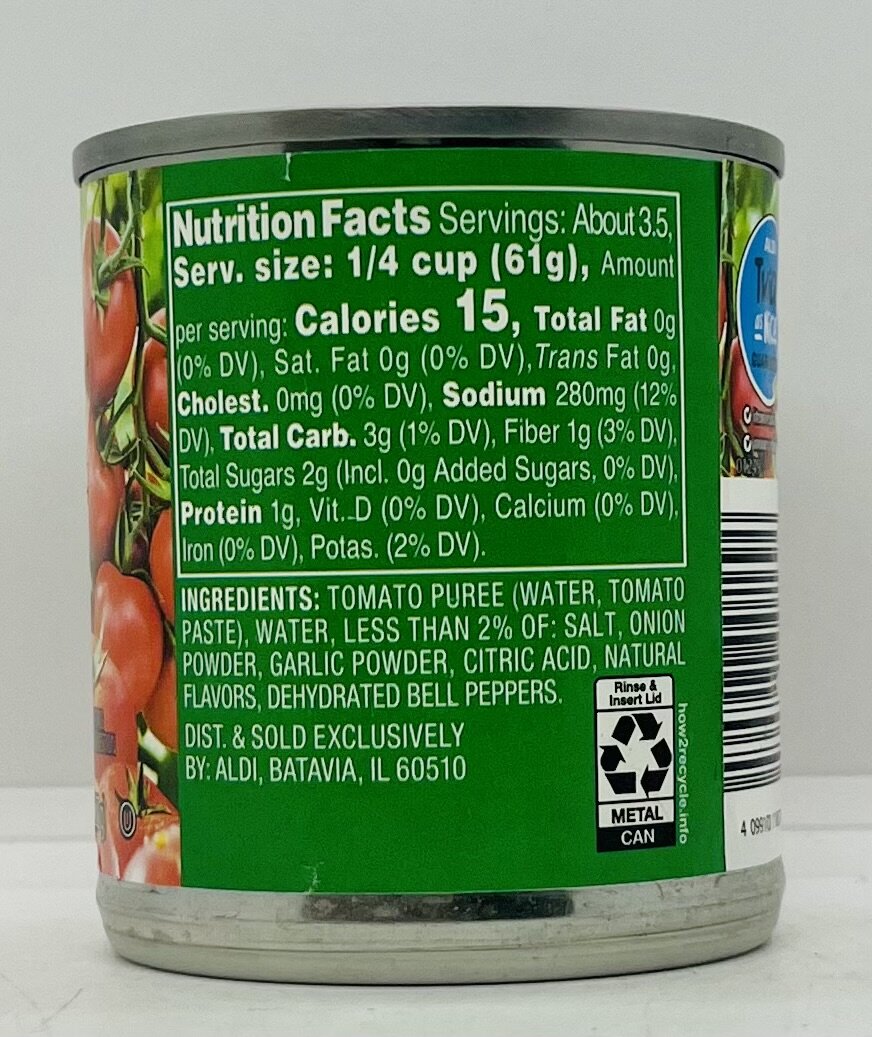 Nutrition Facts Servings: About 3.5,
Serv. size: 1/4 cup (61g), Amount
per serving: Calories 15, Total Fat 0g
(0% DV), Sat. Fat 0g (0% DV), Trans Fat 0g,
Cholest. 0mg (0% DV), Sodium 280mg (12%
DV), Total Carb. 3g (1% DV), Fiber 1g (3% DV),
Total Sugars 2g (Incl. 0g Added Sugars, 0% DV),
Protein 1g, Vit. D (0% DV), Calcium (0% DV),
Iron (0% DV), Potas. (2% DV).
INGREDIENTS: TOMATO PUREE (WATER, TOMATO
PASTE), WATER, LESS THAN 2% OF: SALT, ONION
POWDER, GARLIC POWDER, CITRIC ACID, NATURAL
FLAVORS, DEHYDRATED BELL PEPPERS.
DIST. & SOLD EXCLUSIVELY
BY: ALDI, BATAVIA, IL 60510
Rinse &
Insert Lid
METAL
CAN
how2recycle.info